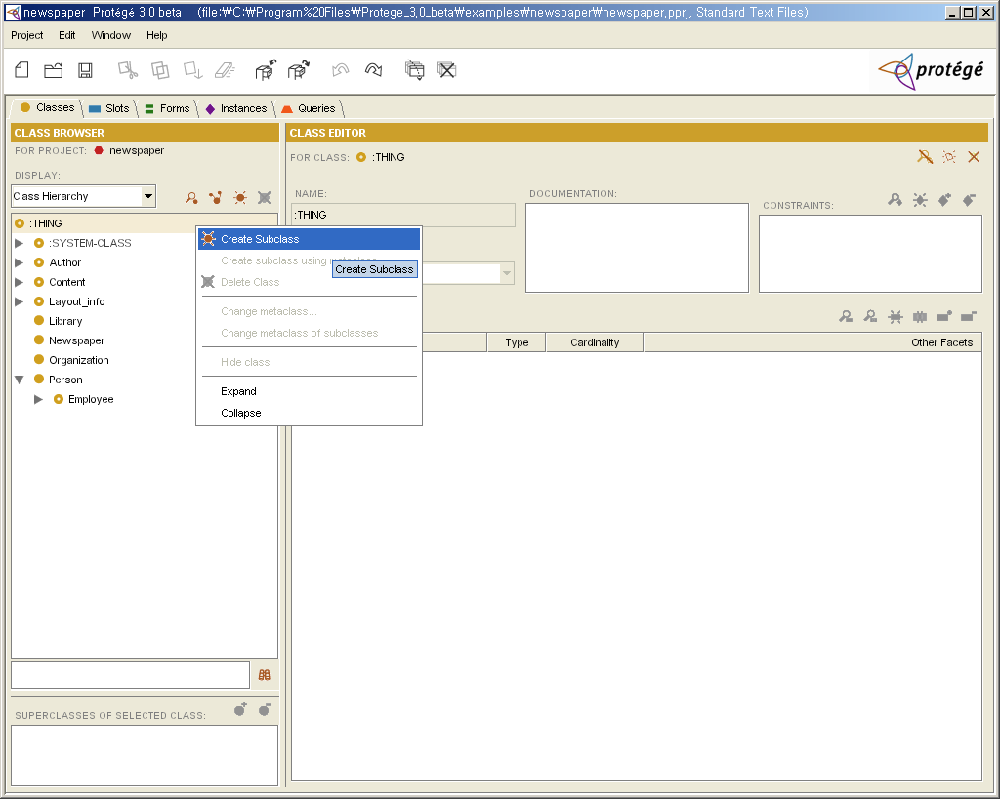 newspaper Protégé 3,0 beta (file:₩C:₩Program%20Files₩Protege_3,0_beta₩examples₩newspaper₩newspaper,pprj, Standard Text Files)
Project Edit Window Help
protégé
Classes Slots Forms Instances Queries
CLASS BROWSER
FOR PROJECT: newspaper
DISPLAY:
Class Hierarchy
:THING
:SYSTEM-CLASS
Author
Content
Layout_info
Library
Newspaper
Organization
Person
Employee
SUPERCLASSES OF SELECTED CLASS:
Create Subclass
Create subclass using metaclass
Create Subclass
Delete Class
Change metaclass...
Change metaclass of subclasses
Hide class
Expand
Collapse
CLASS EDITOR
FOR CLASS: :THING
NAME:
:THING
DOCUMENTATION:
CONSTRAINTS:
Type Cardinality Other Facets